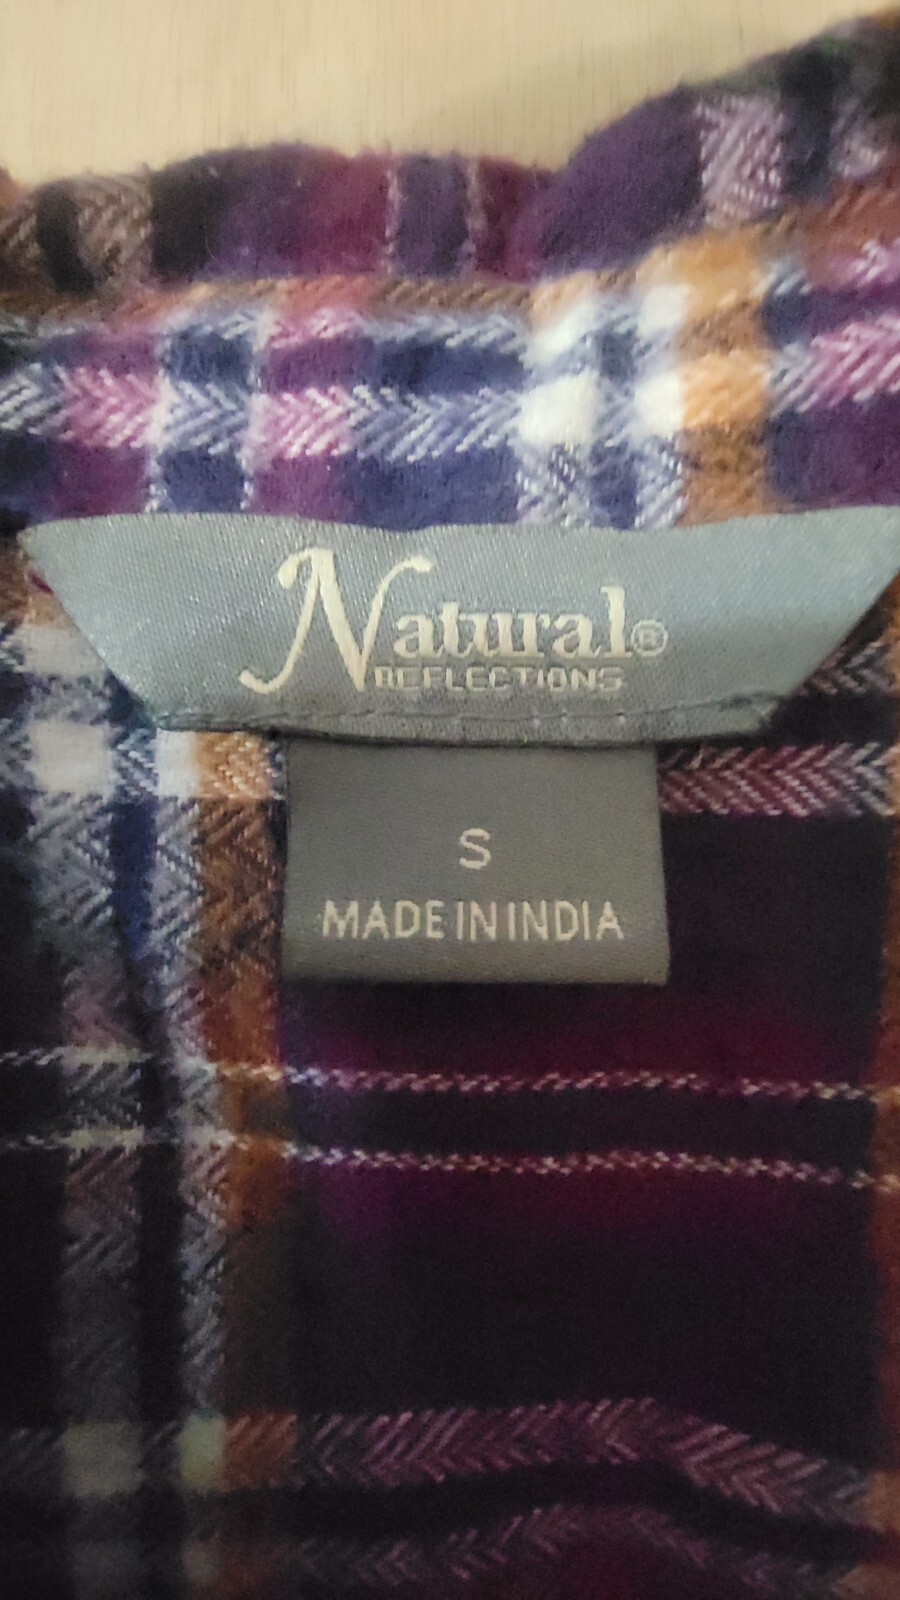 Natural®
REFLECTIONS
S
MADE IN INDIA